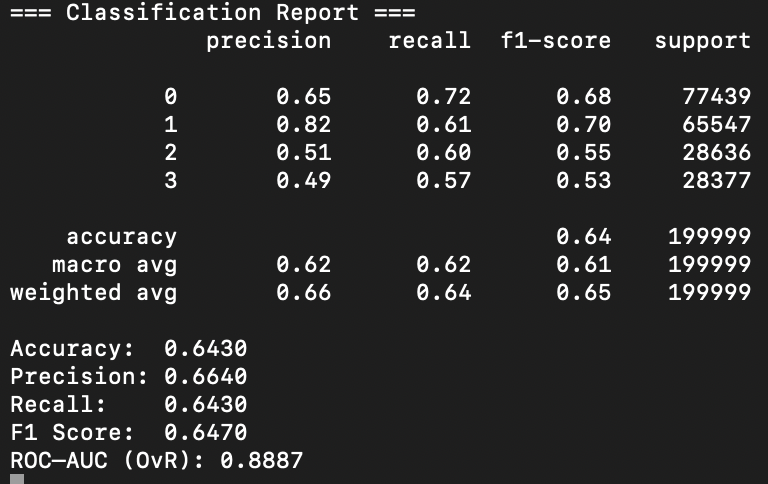 === Classification Report ===
precision recall f1-score support
0 0.65 0.72 0.68 77439
1 0.82 0.61 0.70 65547
2 0.51 0.60 0.55 28636
3 0.49 0.57 0.53 28377
accuracy 0.64 199999
macro avg 0.62 0.62 0.61 199999
weighted avg 0.66 0.64 0.65 199999
Accuracy: 0.6430
Precision: 0.6640
Recall: 0.6430
F1 Score: 0.6470
ROC-AUC (OvR): 0.8887